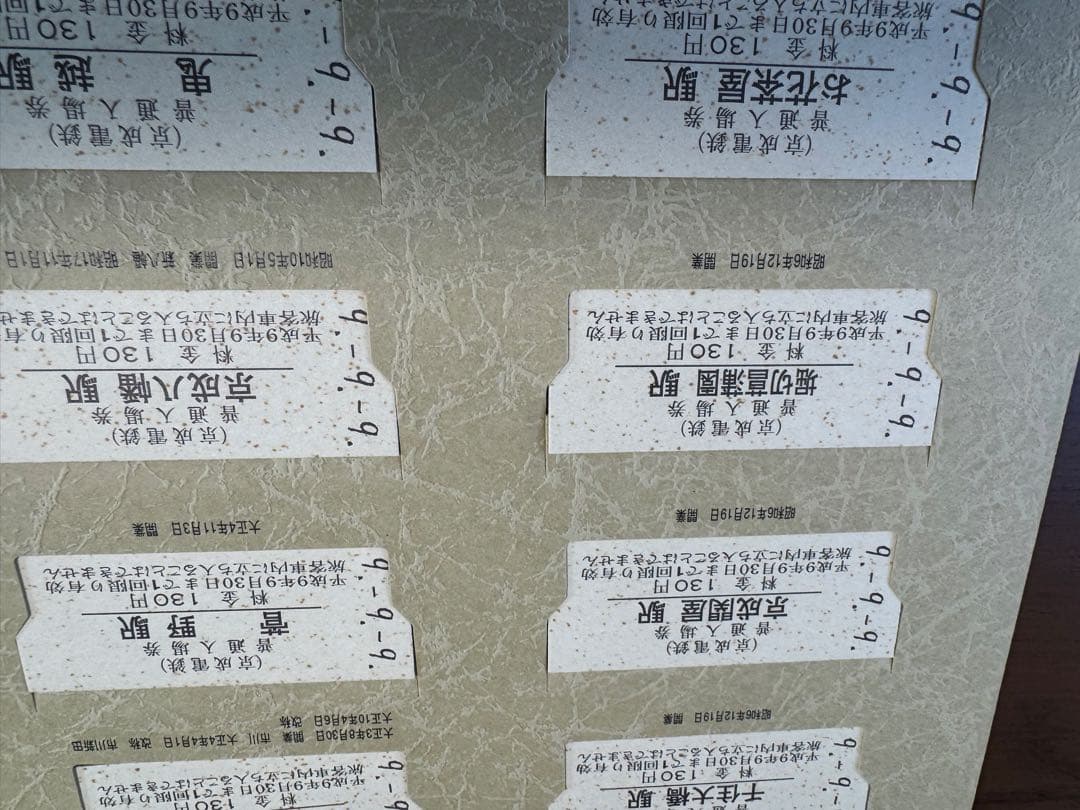 普通
千住大橋駅
料金 130円
平成9年9月30日まで1回限り有効
旅客車内に立ち入ることはできません
9.-9.-
昭和6年12月19日 開業
130円
平成9年9月30日まで1回限り有効
旅客車内に立ち入ることはできません
9.-9.
大正3年8月30日 開業 市川 大正4年4月1日 改称 市川新田
大正10年4月6日 改称
(京成電鉄)
普通入場券
京成関屋駅
料金 130円
平成9年9月30日まで1回限り有効
旅客車内に立ち入ることはできません
9.-9.-9.
昭和6年12月19日 開業
(京成電鉄)
普通入場券
菅野駅
料金 130円
平成9年9月30日まで1回限り有効
旅客車内に立ち入ることはできません
9.-9.-9.
大正4年11月3日 開業
(京成電鉄)
普通入場券
堀切菖蒲園駅
料金 130円
平成9年9月30日まで1回限り有効
旅客車内に立ち入ることはできません
9.-9.-9.
昭和6年12月19日 開業
(京成電鉄)
普通入場券
京成八幡駅
料金 130円
平成9年9月30日まで1回限り有効
旅客車内に立ち入ることはできませ
9.-9.-9.
昭和10年5月1日 開業 新八幡 昭和17年11月1日
(京成電鉄)
普通入場券
お花茶屋駅
料金 130円
平成9年9月30日まで1回限り有効
旅客車内に立ち入ることはできません
9.-9.-9.
(京成電鉄)
普通入場券
鬼越駅
料金 130円
平成9年9月30日まで1回限
9.-9.-